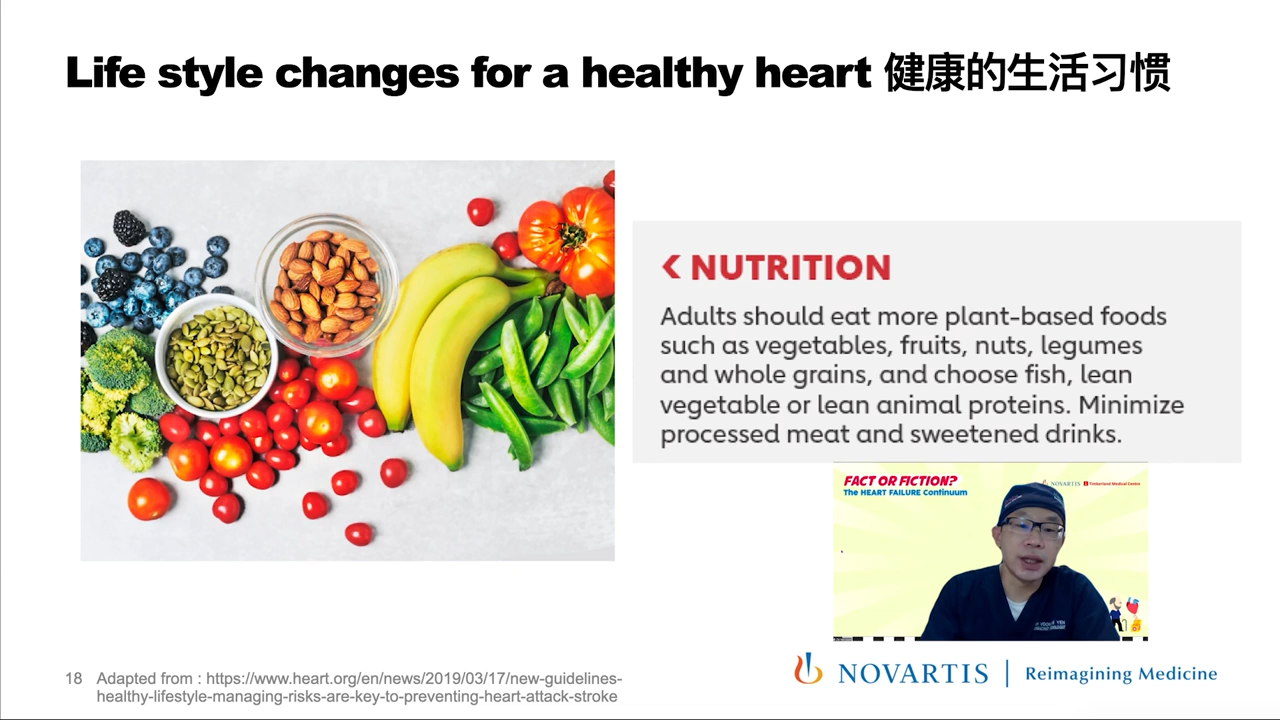 Life style changes for a healthy heart 健康的生活习惯
< NUTRITION
Adults should eat more plant-based foods
such as vegetables, fruits, nuts, legumes
and whole grains, and choose fish, lean
vegetable or lean animal proteins. Minimize
processed meat and sweetened drinks.
FACT OR FICTION?
The HEART FAILURE Continuum
NOVARTIS Timberland Medical Centre
NOVARTIS | Reimagining Medicine
18 Adapted from : https://www.heart.org/en/news/2019/03/17/new-guidelines-
healthy-lifestyle-managing-risks-are-key-to-preventing-heart-attack-stroke